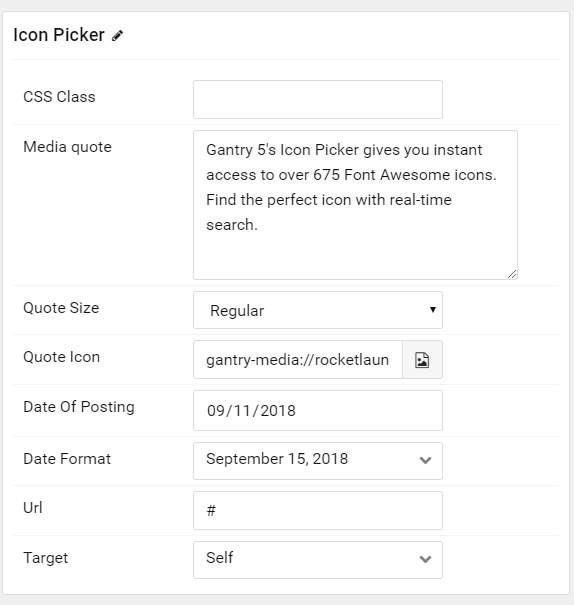 Icon Picker
CSS Class
Media quote
Gantry 5's Icon Picker gives you instant
access to over 675 Font Awesome icons.
Find the perfect icon with real-time
search.
Quote Size
Regular
Quote Icon
gantry-media://rocketlaun
Date Of Posting
09/11/2018
Date Format
September 15, 2018
Url
#
Target
Self